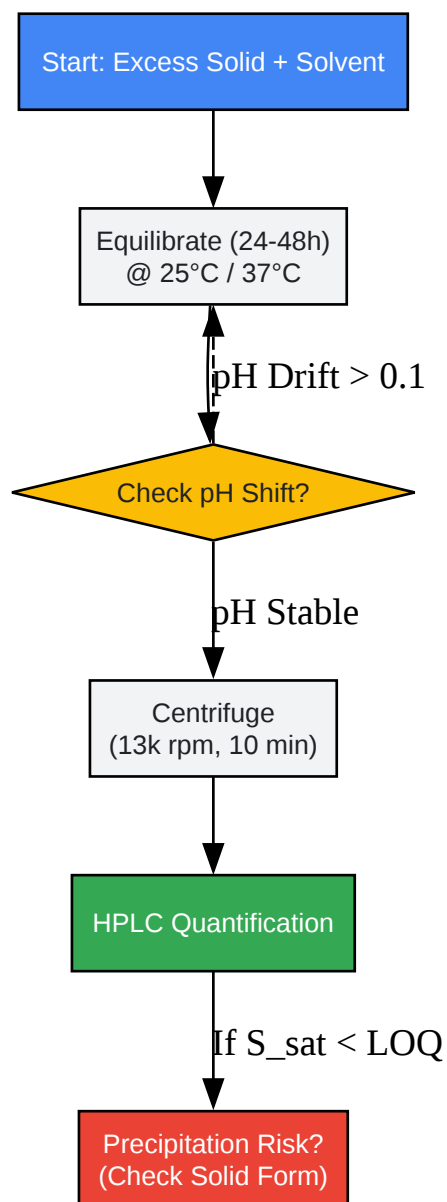 Start: Excess Solid + Solvent
Equilibrate (24-48h)
@ 25°C / 37°C
pH Drift > 0.1
Check pH Shift?
pH Stable
Centrifuge
(13k rpm, 10 min)
HPLC Quantification
If S_sat < LOQ
Precipitation Risk?
(Check Solid Form)